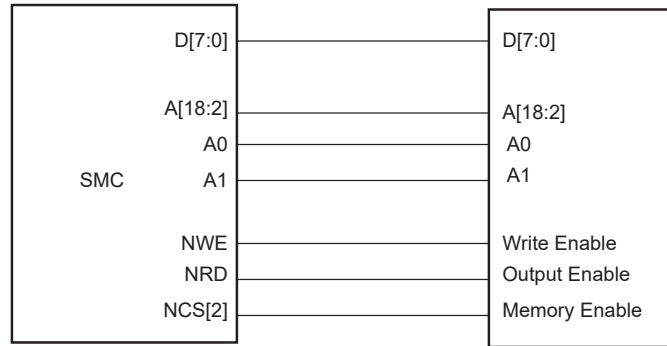 D[7:0] D[7:0]
A[18:2] A[18:2]
A0 A0
SMC A1 A1
NWE Write Enable
NRD Output Enable
NCS[2] Memory Enable